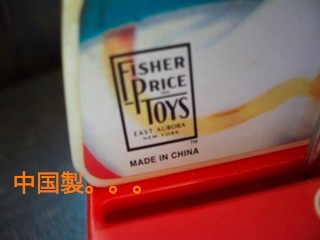 FISHER
PRICE
INC
TOYS
EAST AURORA
NEW YORK
TM
MADE IN CHINA
中国製。。。